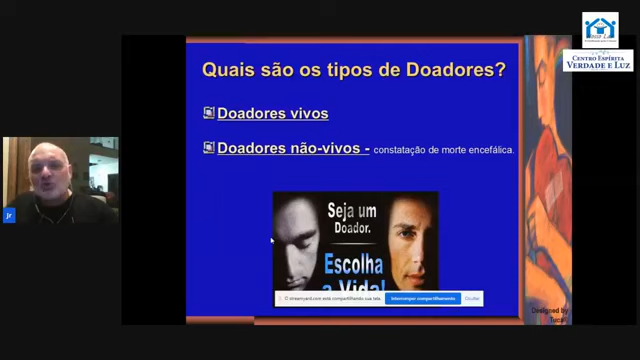 CENTRO ESPÍRITA
VERDADE E LUZ
Quais são os tipos de Doadores?
Doadores vivos
Doadores não-vivos - constatação de morte encefálica.
Seja um
Doador.
Escolha
a Vida!
streamyard.com está compartilhando sua tela.
Interromper compartilhamento
Ocultar
jr
Designed by